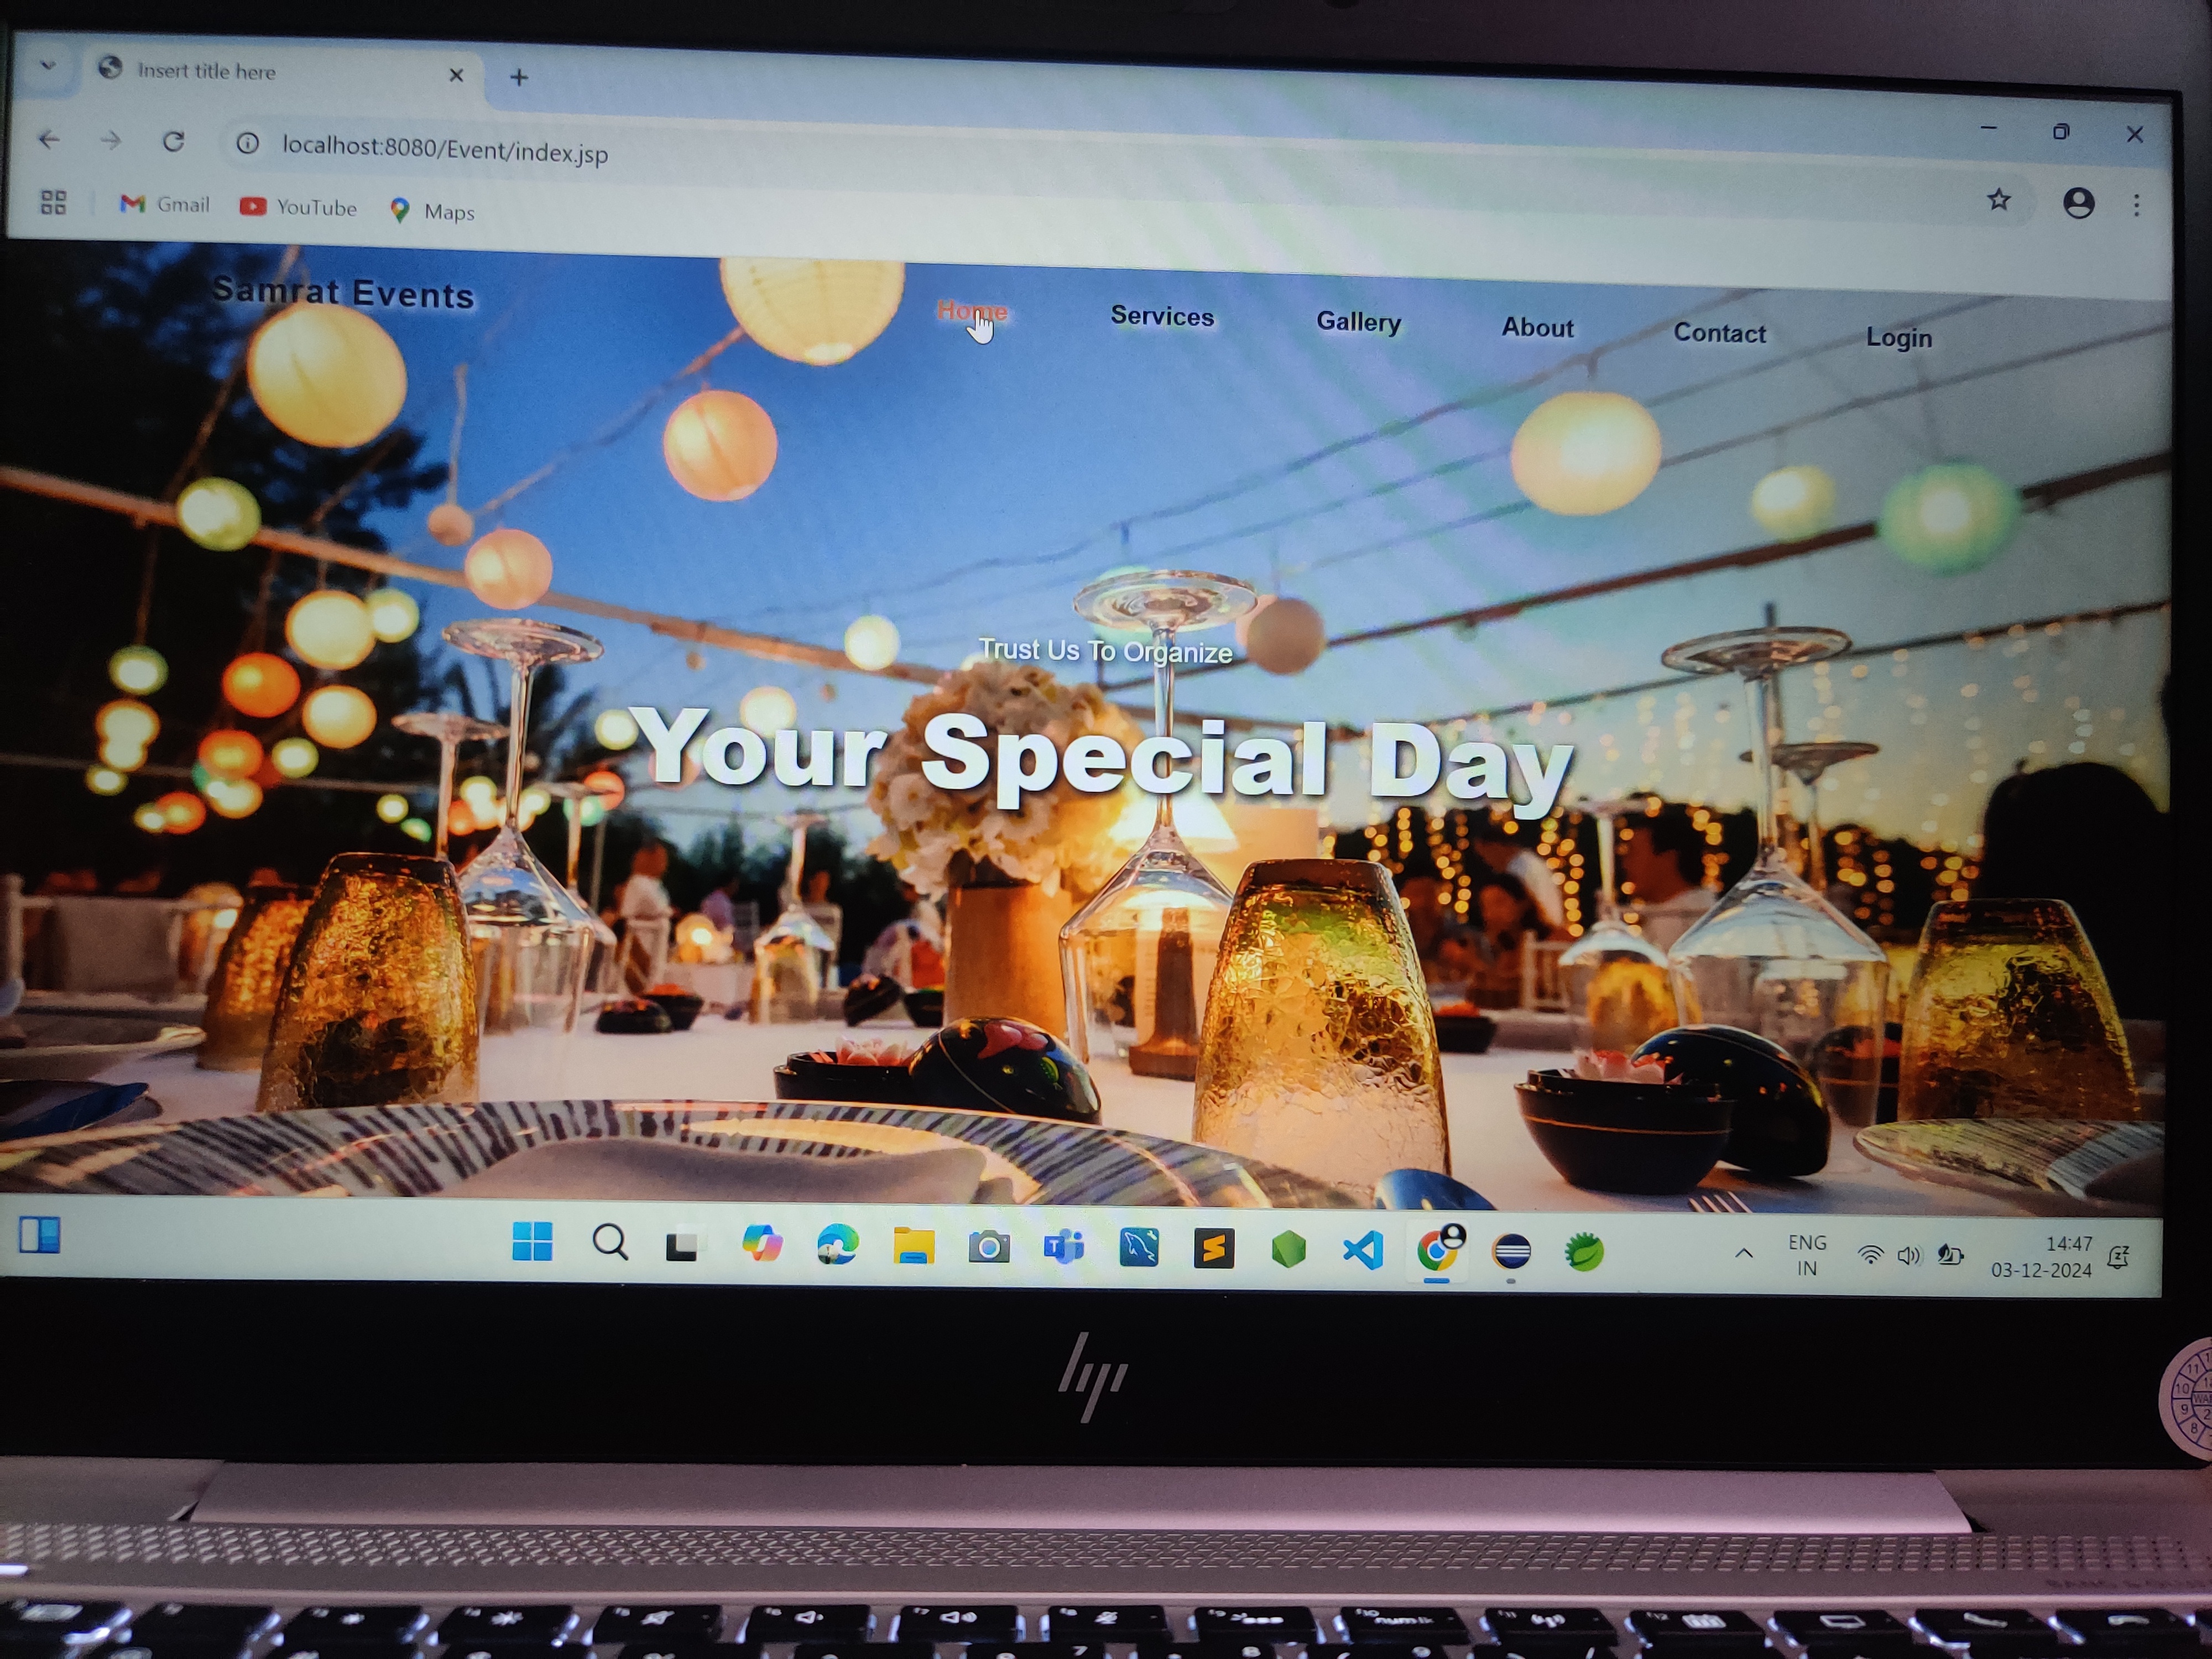 Insert title here
localhost:8080/Event/index.jsp
Gmail YouTube Maps
Samrat Events
Home Services Gallery About Contact Login
Trust Us To Organize
Your Special Day
ENG
IN
14:47
03-12-2024
hp